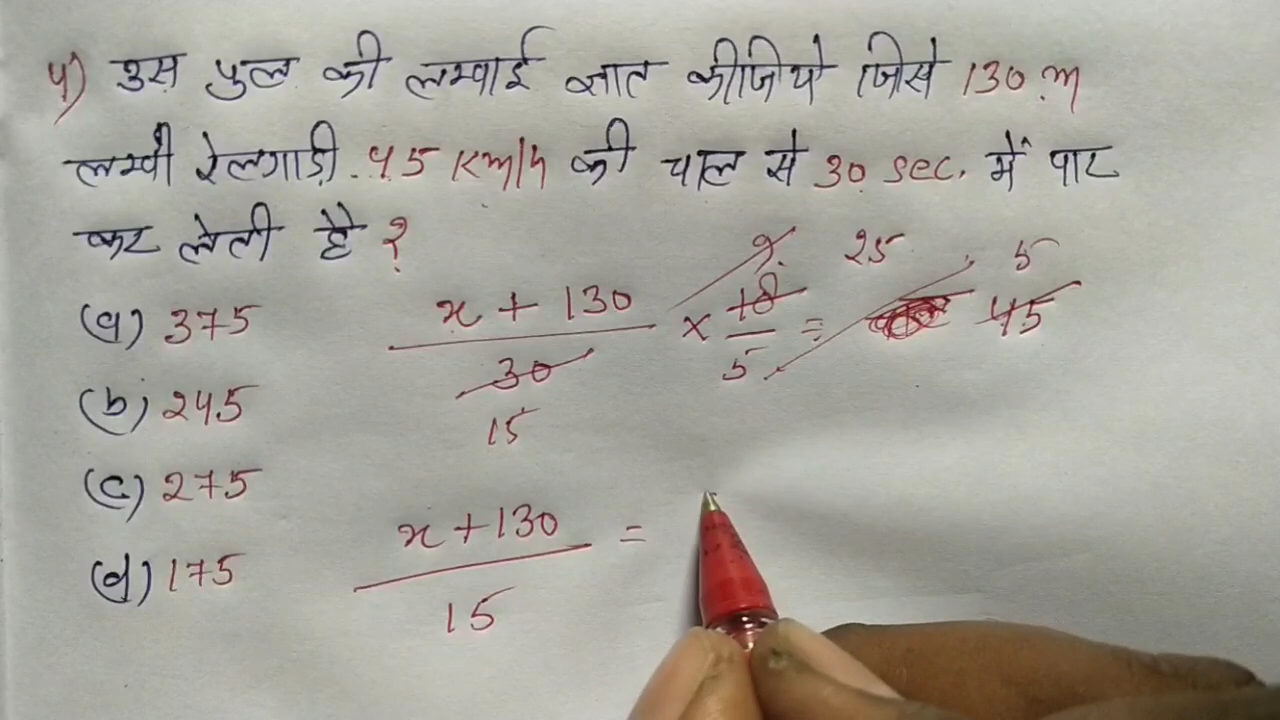 ५) उस पुल की लम्बाई ज्ञात कीजिये जिसे 130 m
लम्बी रेलगाड़ी 45 Km/h की चाल से 30 sec. में पार
कर लेती है ?
(a) 375
(b) 245
(c) 275
(d) 175
x + 130 / 30 × 18 / 5 = 45
9 25 5
15
x + 130 / 15 =